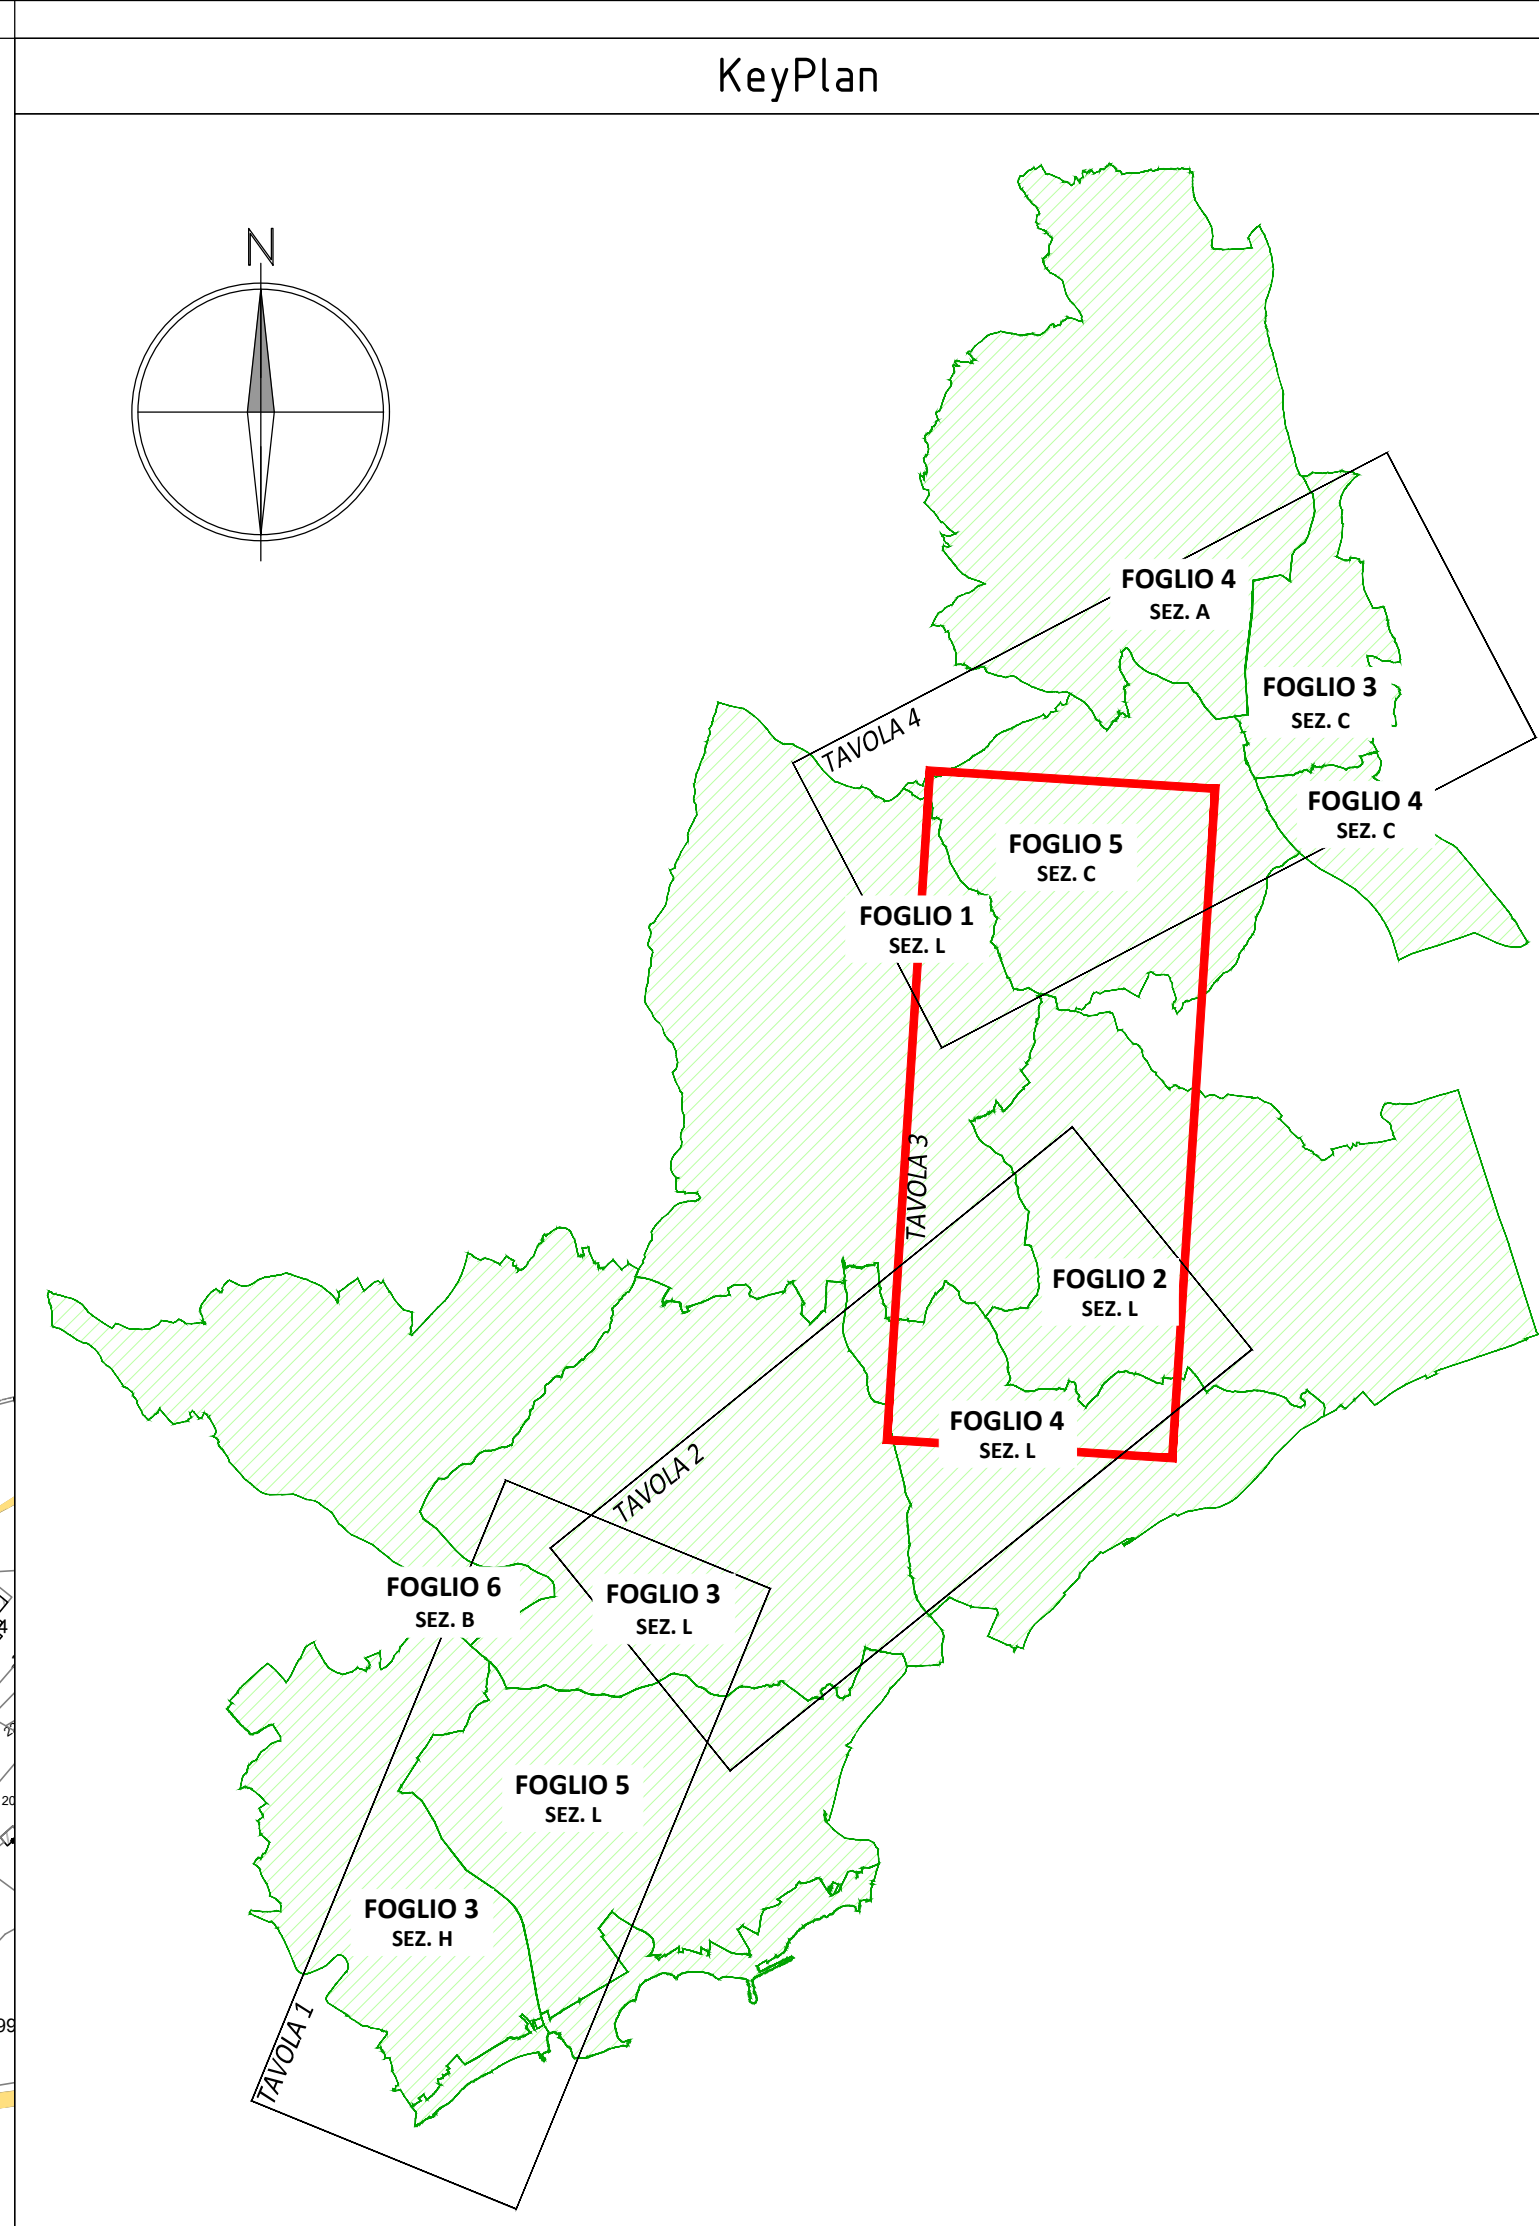 KeyPlan
N
FOGLIO 4
SEZ. A
FOGLIO 3
SEZ. C
TAVOLA 4
FOGLIO 4
SEZ. C
FOGLIO 5
SEZ. C
FOGLIO 1
SEZ. L
TAVOLA 3
FOGLIO 2
SEZ. L
FOGLIO 4
SEZ. L
TAVOLA 2
FOGLIO 6
SEZ. B
FOGLIO 3
SEZ. L
FOGLIO 5
SEZ. L
20
FOGLIO 3
SEZ. H
TAVOLA 1
99